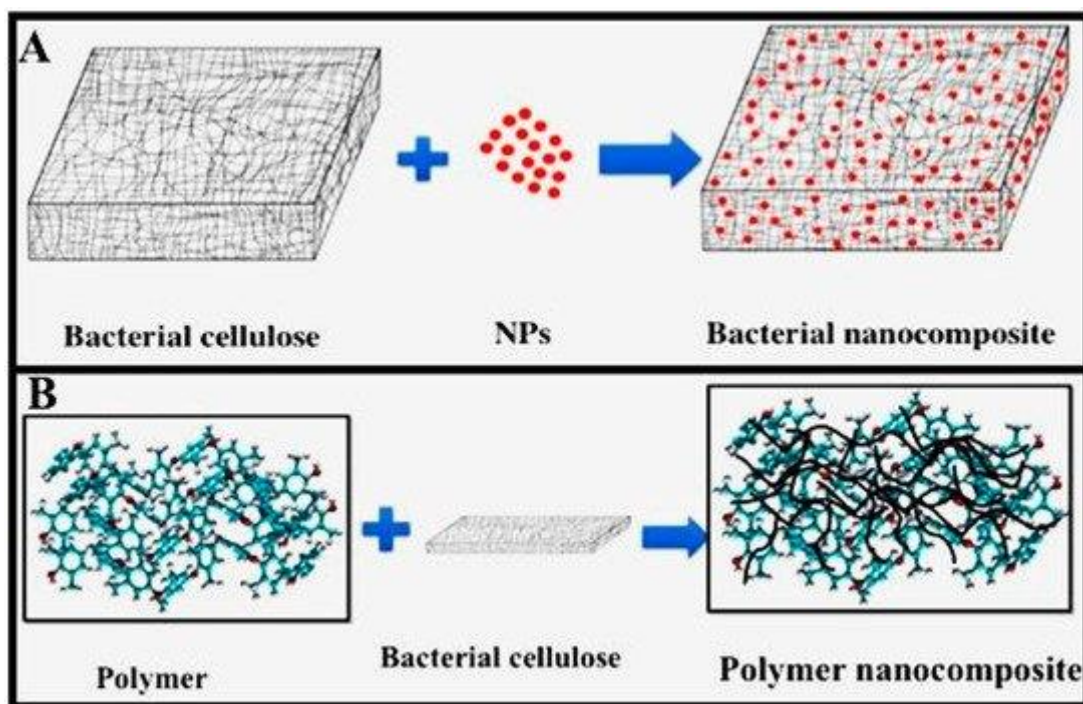 A
Bacterial cellulose
NPs
Bacterial nanocomposite
B
Polymer
Bacterial cellulose
Polymer nanocomposite